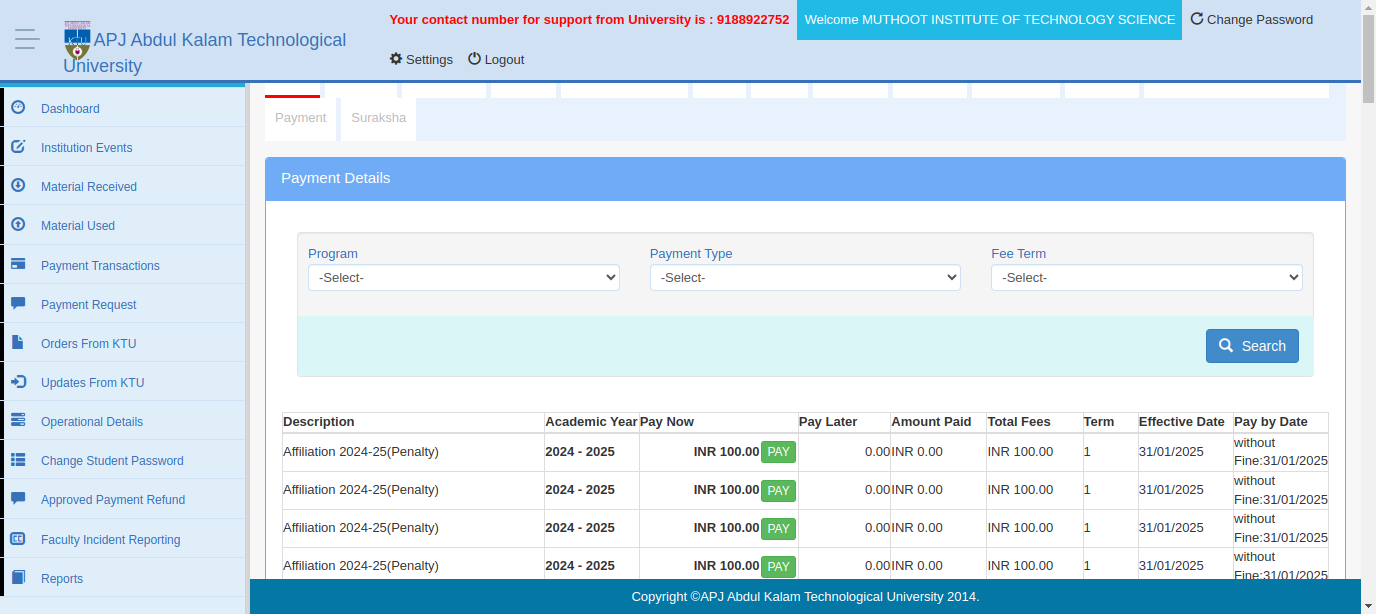 Your contact number for support from University is : 9188922752 Welcome MUTHOOT INSTITUTE OF TECHNOLOGY SCIENCE Change Password
APJ Abdul Kalam Technological
University
Settings Logout
Dashboard
Institution Events
Material Received
Material Used
Payment Transactions
Payment Request
Orders From KTU
Updates From KTU
Operational Details
Change Student Password
Approved Payment Refund
Faculty Incident Reporting
Reports
Payment Suraksha
Payment Details
Program Payment Type Fee Term
-Select- -Select- -Select-
Search
Description Academic Year Pay Now Pay Later Amount Paid Total Fees Term Effective Date Pay by Date
Affiliation 2024-25(Penalty) 2024 - 2025 INR 100.00 PAY 0.00 INR 0.00 INR 100.00 1 31/01/2025 without
Fine:31/01/2025
Affiliation 2024-25(Penalty) 2024 - 2025 INR 100.00 PAY 0.00 INR 0.00 INR 100.00 1 31/01/2025 without
Fine:31/01/2025
Affiliation 2024-25(Penalty) 2024 - 2025 INR 100.00 PAY 0.00 INR 0.00 INR 100.00 1 31/01/2025 without
Fine:31/01/2025
Affiliation 2024-25(Penalty) 2024 - 2025 INR 100.00 PAY 0.00 INR 0.00 INR 100.00 1 31/01/2025 without
Fine:31/01/2025
Copyright ©APJ Abdul Kalam Technological University 2014.